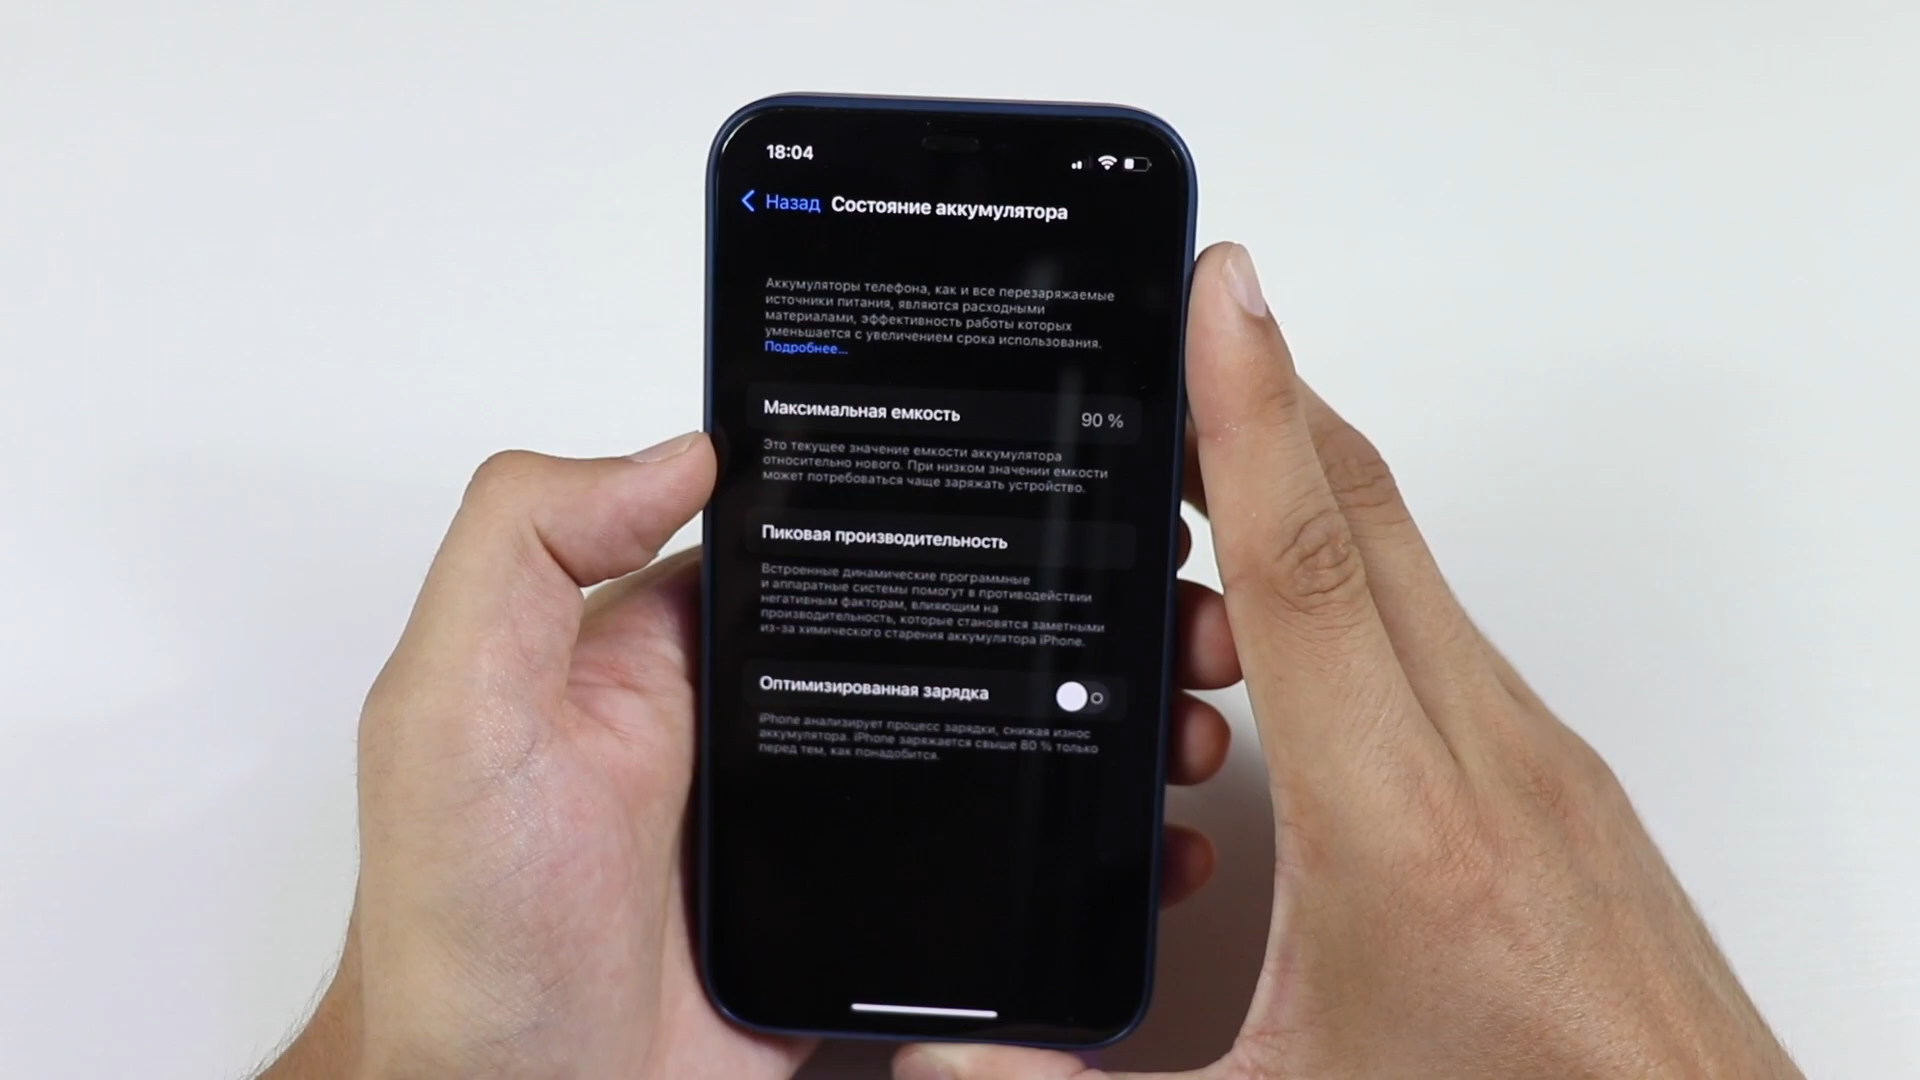 18:04
Назад Состояние аккумулятора
Аккумуляторы телефона, как и все перезаряжаемые
источники питания, являются расходными
материалами, эффективность работы которых
уменьшается с увеличением срока использования.
Подробнее...
Максимальная емкость 90 %
Это текущее значение емкости аккумулятора
относительно нового. При низком значении емкости
может потребоваться чаще заряжать устройство.
Пиковая производительность
Встроенные динамические программные
и аппаратные системы помогут в противодействии
негативным факторам, влияющим на
производительность, которые становятся заметными
из-за химического старения аккумулятора iPhone.
Оптимизированная зарядка
iPhone анализирует процесс зарядки, снижая износ
аккумулятора. iPhone заряжается свыше 80 % только
перед тем, как понадобится.